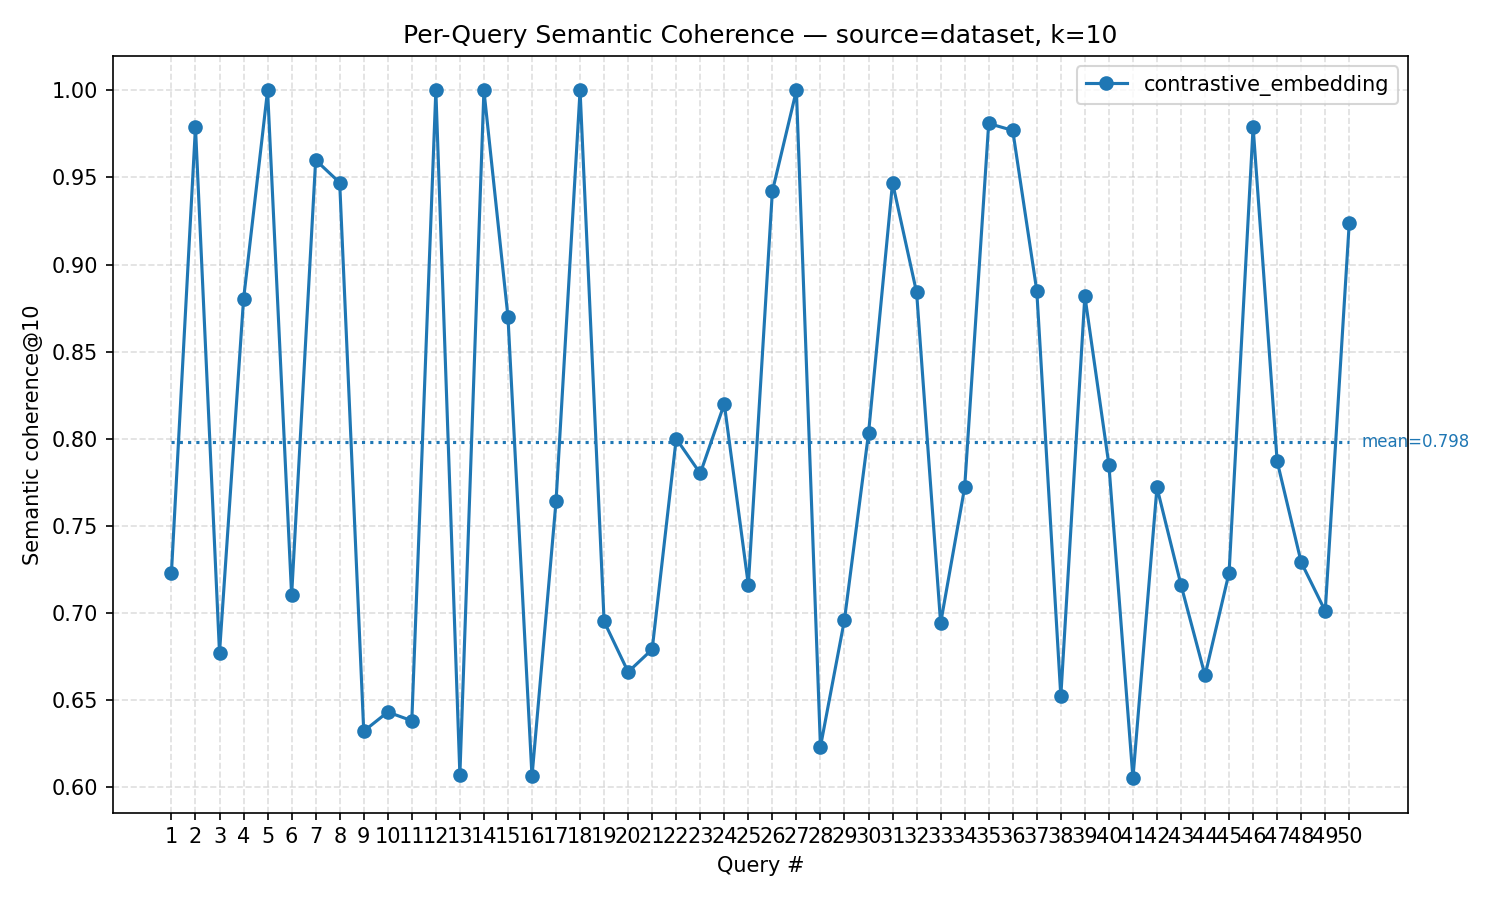 Per-Query Semantic Coherence — source=dataset, k=10
contrastive_embedding
1.00
0.95
0.90
0.85
0.80
0.75
0.70
0.65
0.60
Semantic coherence@10
mean=0.798
1 2 3 4 5 6 7 8 9 10 11 12 13 14 15 16 17 18 19 20 21 22 23 24 25 26 27 28 29 30 31 32 33 34 35 36 37 38 39 40 41 42 43 44 45 46 47 48 49 50
Query #